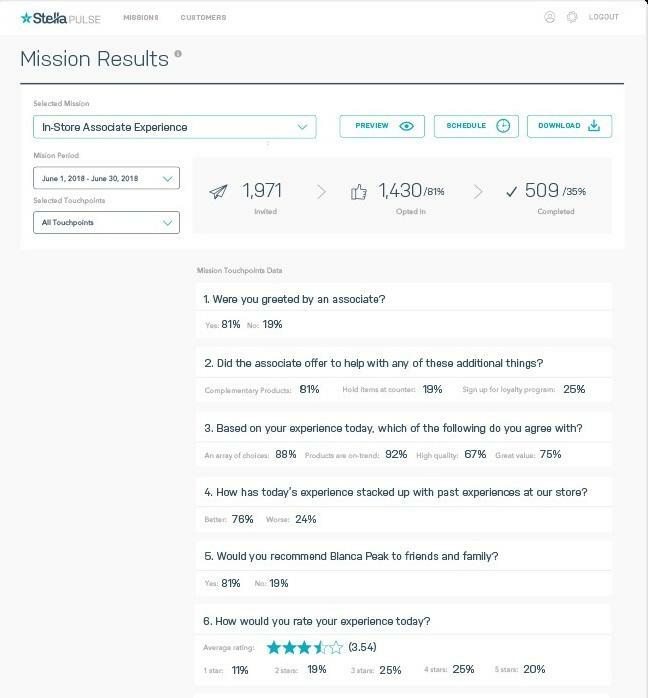 Stella PULSE MISSIONS CUSTOMERS LOGOUT
Mission Results
Selected Mission
In-Store Associate Experience
PREVIEW SCHEDULE DOWNLOAD
Mision Period
June 1, 2018 - June 30, 2018
Selected Touchpoints
All Touchpoints
1,971 1,430/81% 509 /35%
Invited Opted in Completed
Mission Touchpoints Data
1. Were you greeted by an associate?
Yes: 81% No: 19%
2. Did the associate offer to help with any of these additional things?
Complementary Products: 81% Hold items at counter: 19% Sign up for loyalty program: 25%
3. Based on your experience today, which of the following do you agree with?
An array of choices: 88% Products are on-trend: 92% High quality: 67% Great value: 75%
4. How has today's experience stacked up with past experiences at our store?
Better: 76% Worse: 24%
5. Would you recommend Blanca Peak to friends and family?
Yes: 81% No: 19%
6. How would you rate your experience today?
Average rating: (3.54)
1 star: 11% 2 stars: 19% 3 stars: 25% 4 stars: 25% 5 stars: 20%